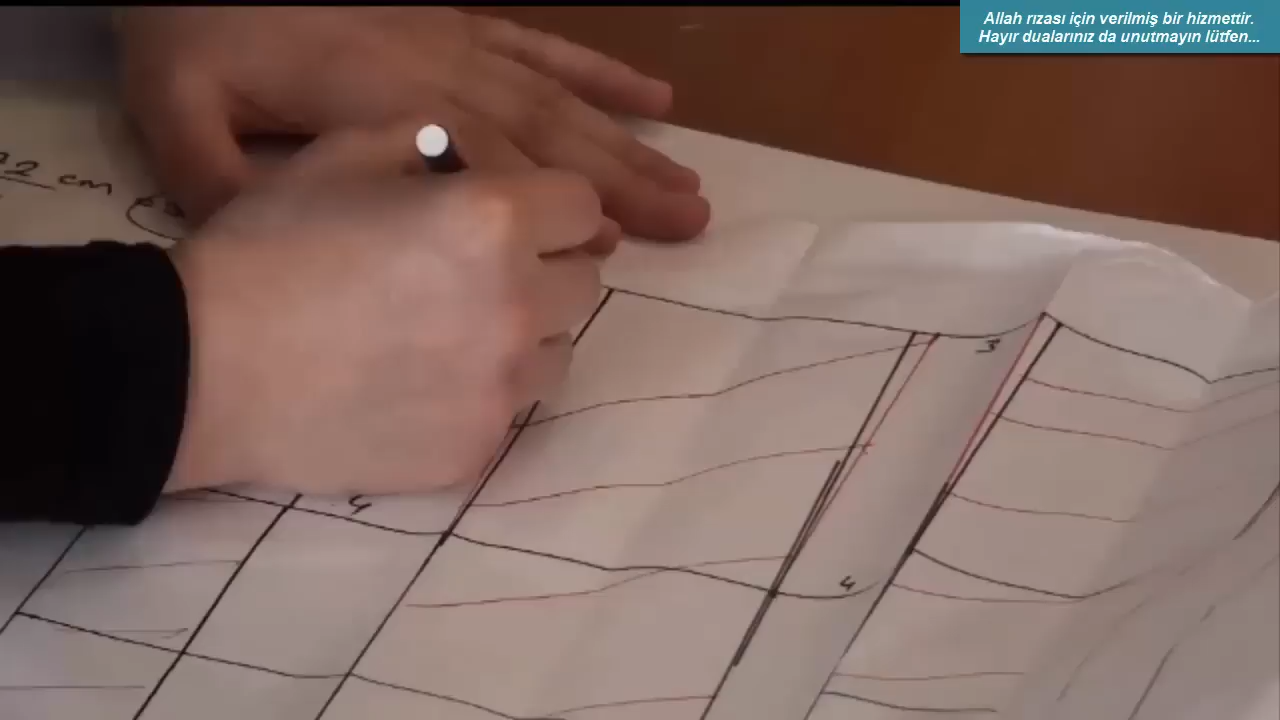 Allah rızası için verilmiş bir hizmettir.
Hayır dualarınız da unutmayın lütfen...
cm
3
4
4